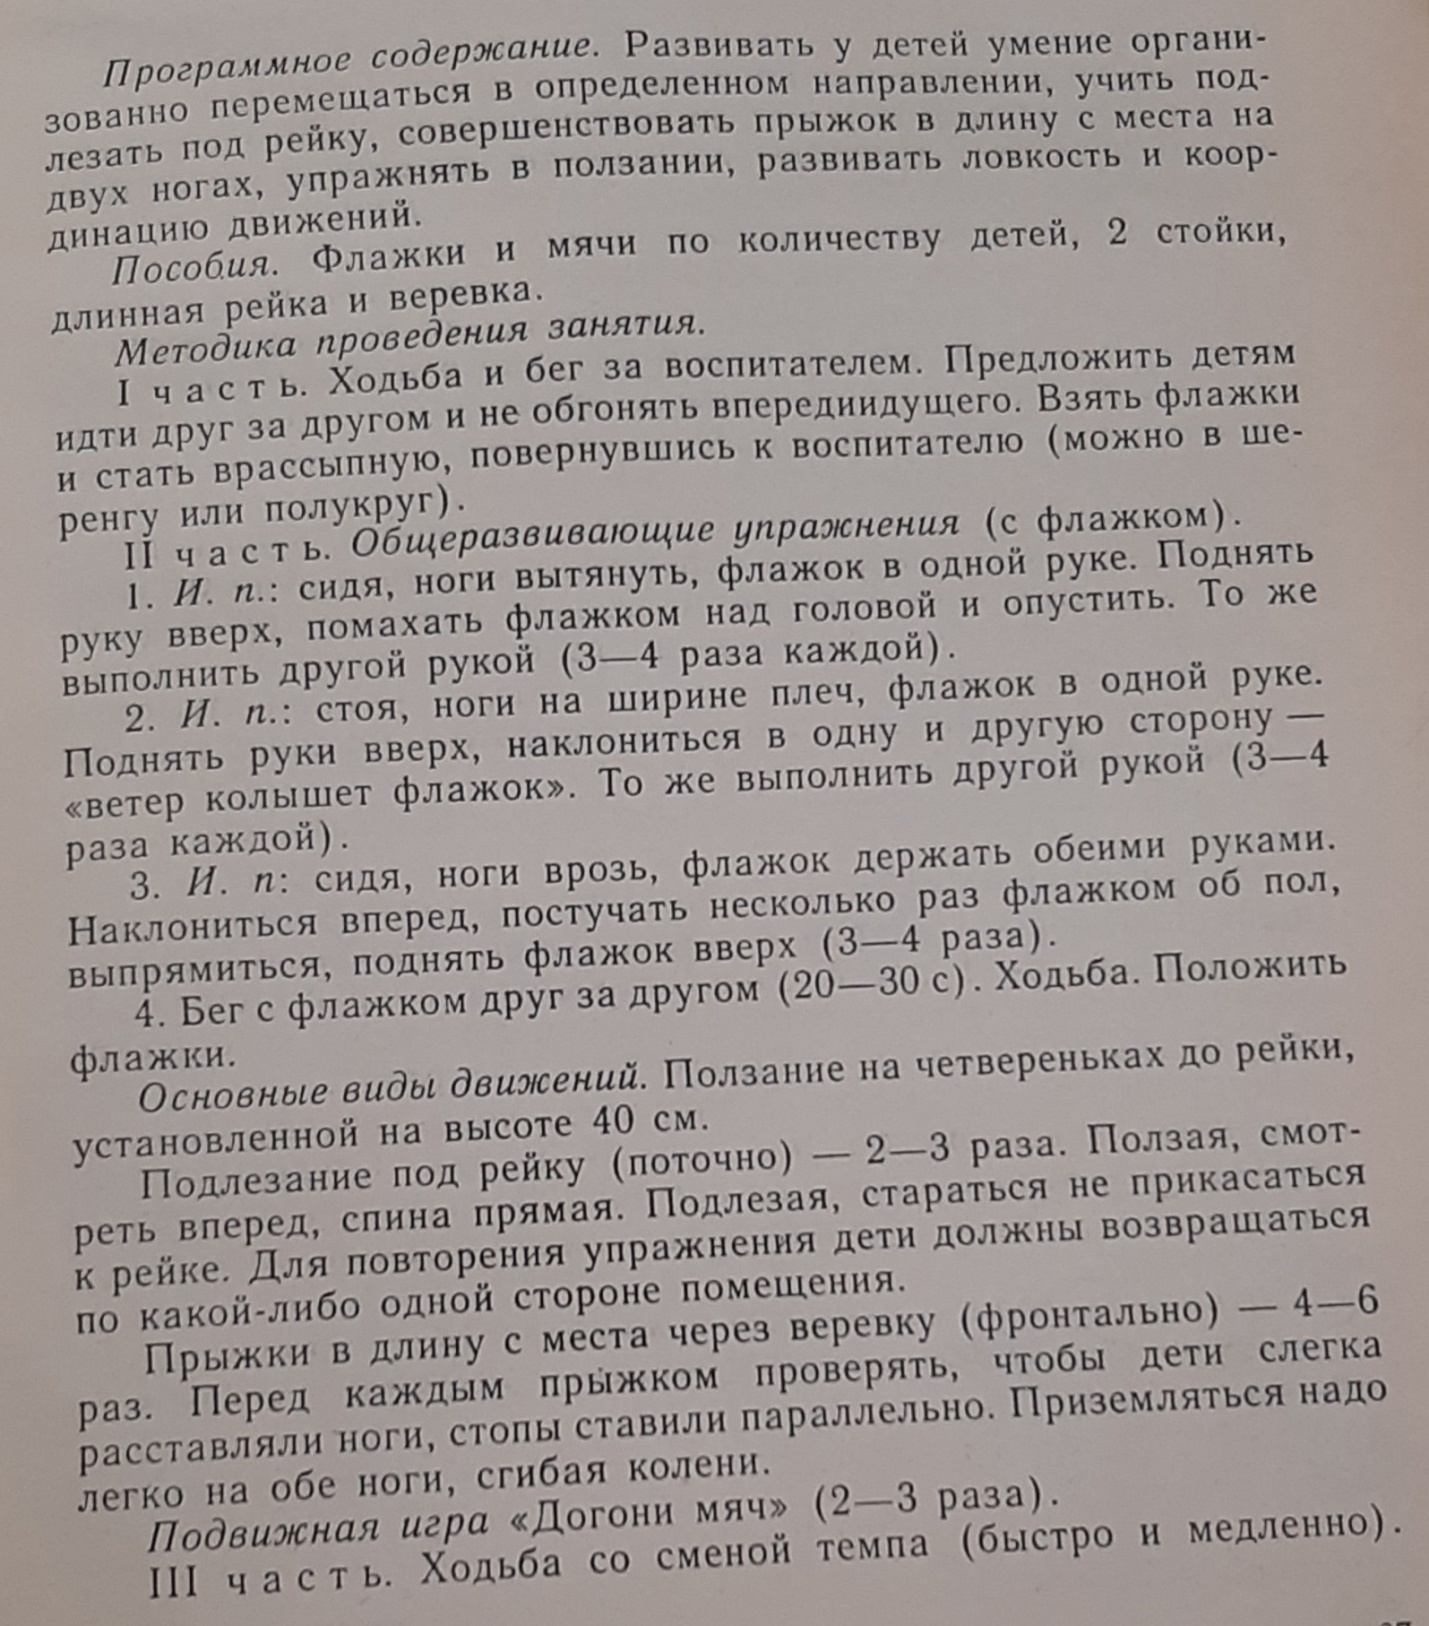 Программное содержание. Развивать у детей умение органи-
зованно перемещаться в определенном направлении, учить под-
лезать под рейку, совершенствовать прыжок в длину с места на
двух ногах, упражнять в ползании, развивать ловкость и коор-
динацию движений.
Пособия. Флажки и мячи по количеству детей, 2 стойки,
длинная рейка и веревка.
Методика проведения занятия.
I часть. Ходьба и бег за воспитателем. Предложить детям
идти друг за другом и не обгонять впередиидущего. Взять флажки
и стать врассыпную, повернувшись к воспитателю (можно в ше-
ренгу или полукруг).
II часть. Общеразвивающие упражнения (с флажком).
1. И. п.: сидя, ноги вытянуть, флажок в одной руке. Поднять
руку вверх, помахать флажком над головой и опустить. То же
выполнить другой рукой (3—4 раза каждой).
2. И. п.: стоя, ноги на ширине плеч, флажок в одной руке.
Поднять руки вверх, наклониться в одну и другую сторону —
«ветер колышет флажок». То же выполнить другой рукой (3—4
раза каждой).
3. И. п: сидя, ноги врозь, флажок держать обеими руками.
Наклониться вперед, постучать несколько раз флажком об пол,
выпрямиться, поднять флажок вверх (3—4 раза).
4. Бег с флажком друг за другом (20—30 с). Ходьба. Положить
флажки.
Основные виды движений. Ползание на четвереньках до рейки,
установленной на высоте 40 см.
Подлезание под рейку (поточно) — 2—3 раза. Ползая, смот-
реть вперед, спина прямая. Подлезая, стараться не прикасаться
к рейке. Для повторения упражнения дети должны возвращаться
по какой-либо одной стороне помещения.
Прыжки в длину с места через веревку (фронтально) — 4—6
раз. Перед каждым прыжком проверять, чтобы дети слегка
расставляли ноги, стопы ставили параллельно. Приземляться надо
легко на обе ноги, сгибая колени.
Подвижная игра «Догони мяч» (2—3 раза).
III часть. Ходьба со сменой темпа (быстро и медленно).